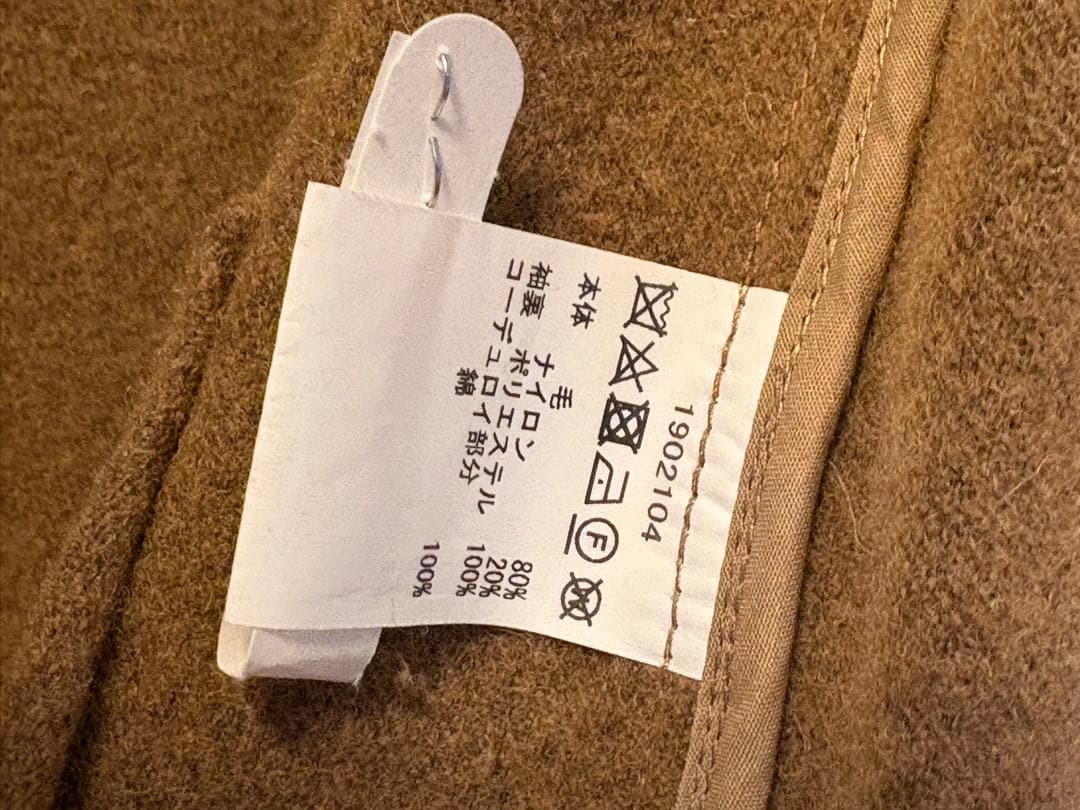 1902104
F
W
本体 毛 80%
ナイロン 20%
袖裏 ポリエステル 100%
コーデュロイ部分
綿 100%